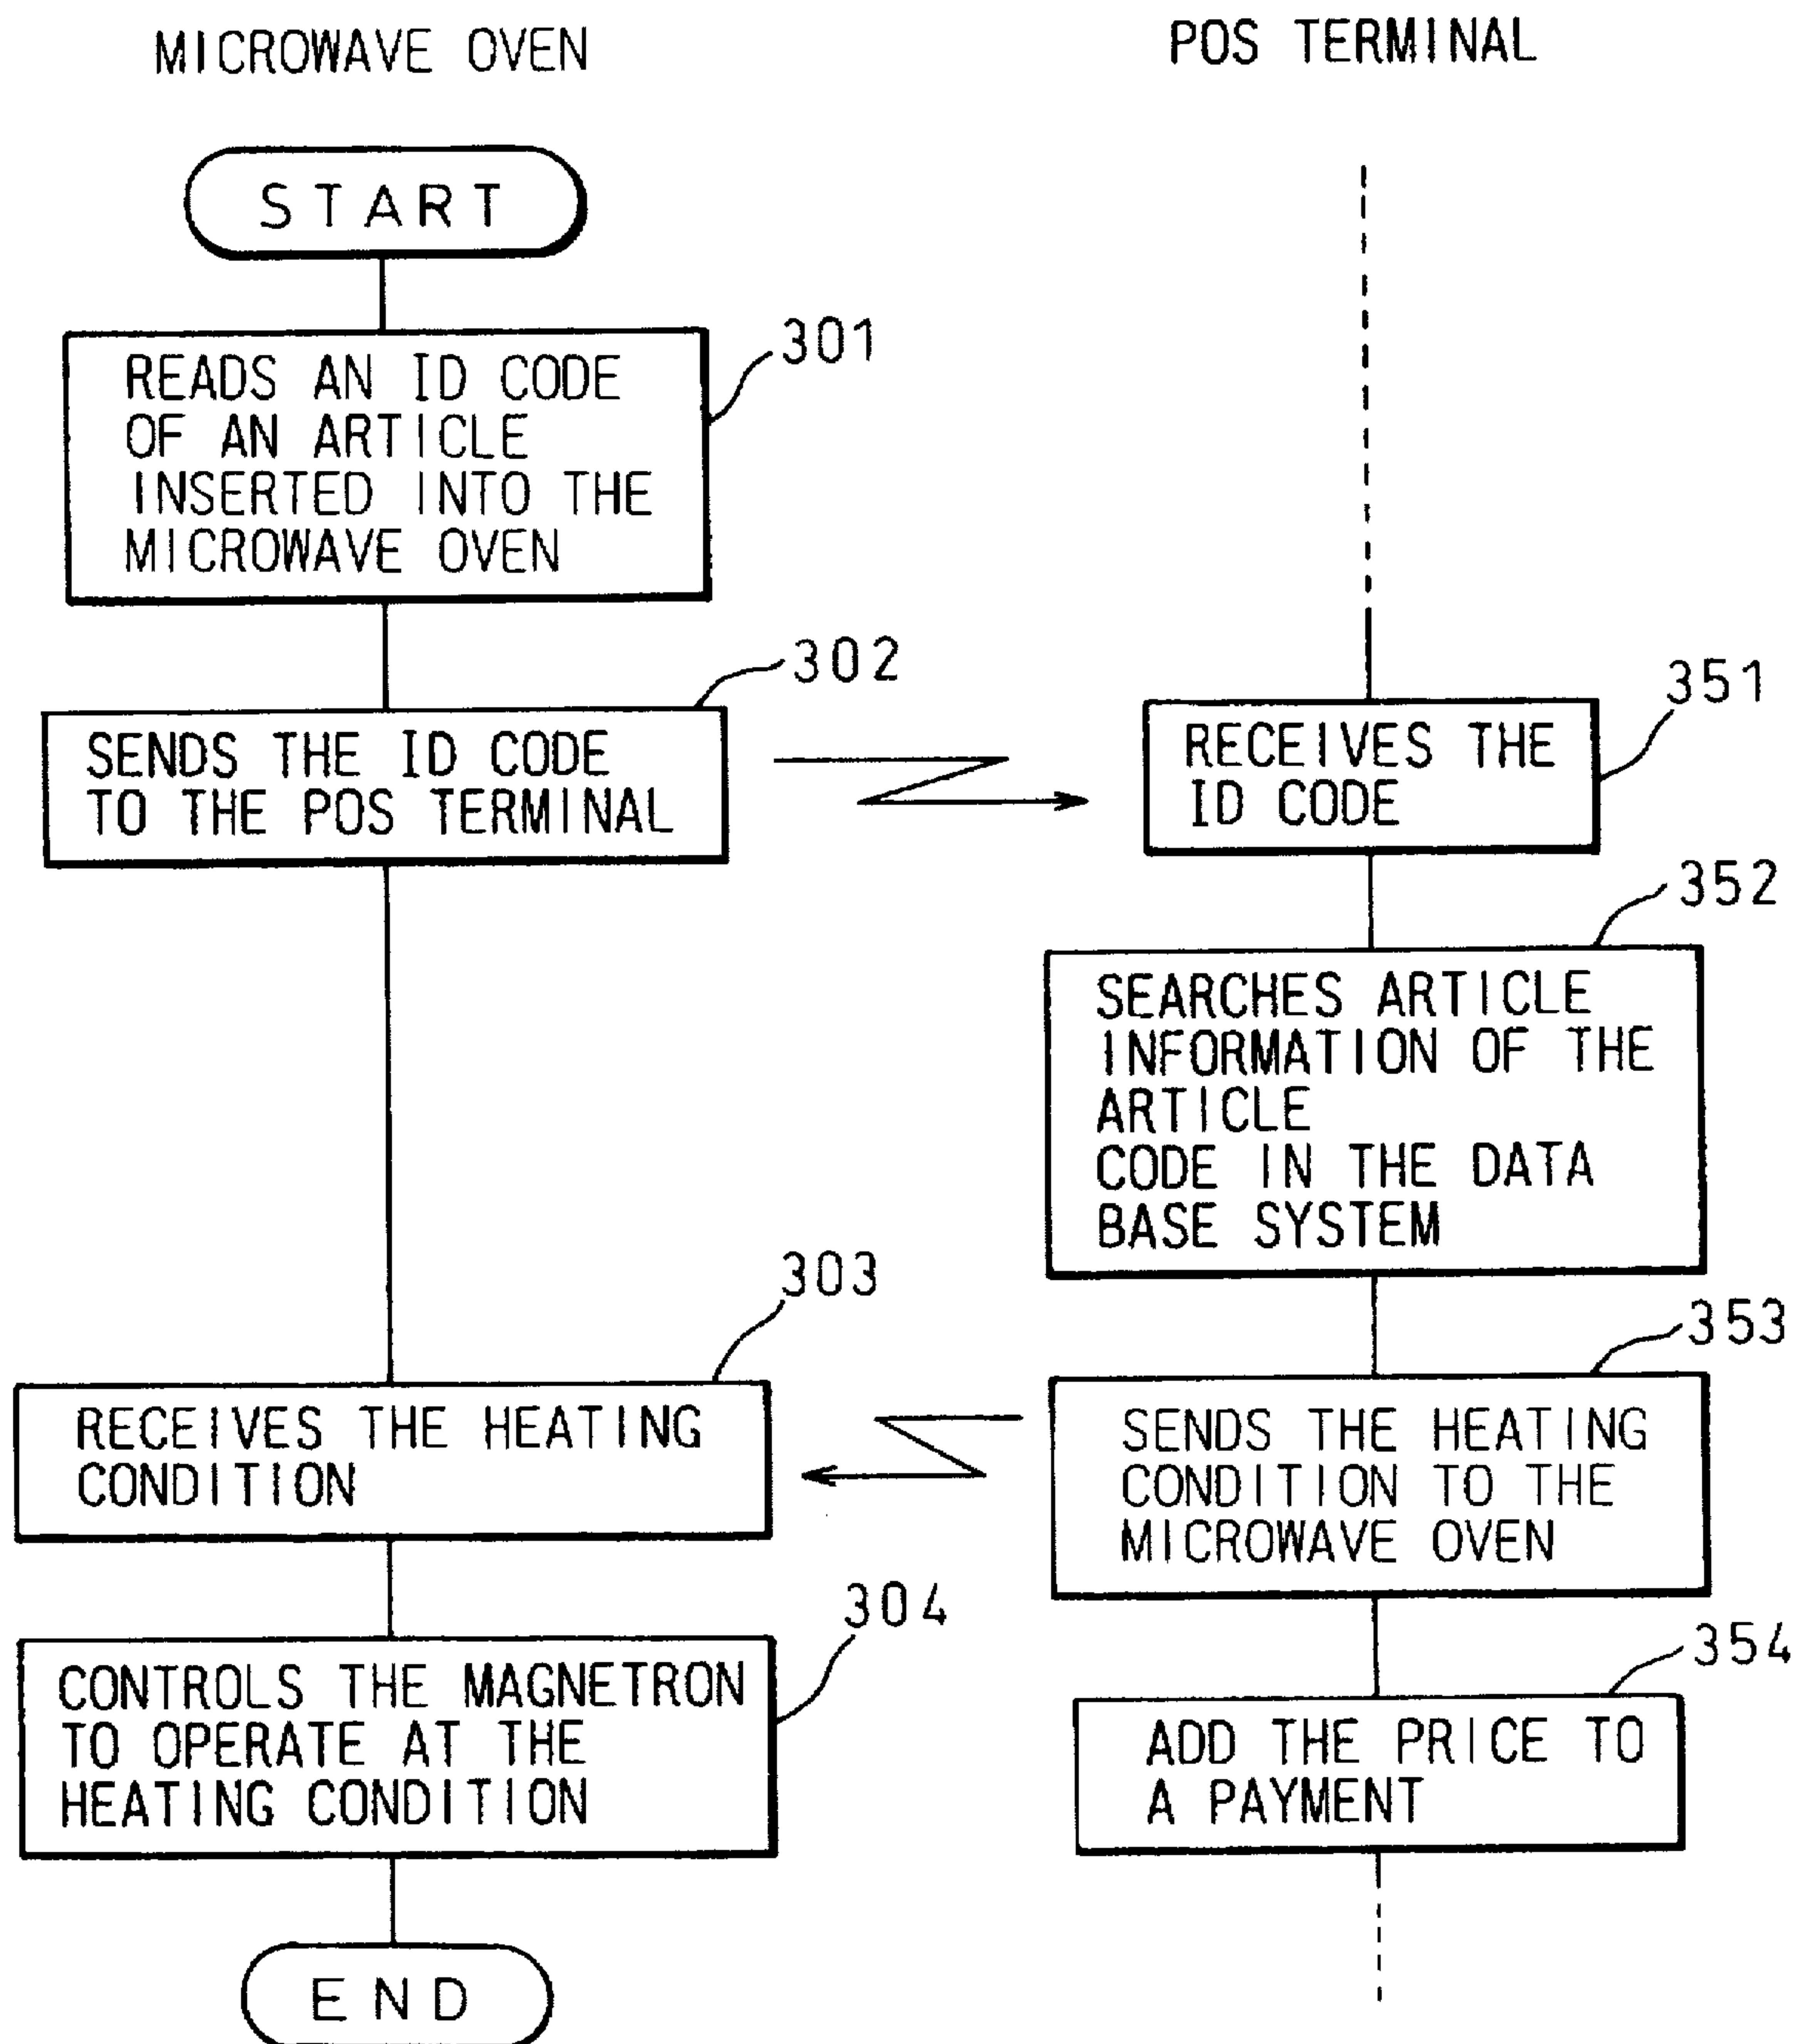 MICROWAVE OVEN
POS TERMINAL
START
301
READS AN ID CODE
OF AN ARTICLE
INSERTED INTO THE
MICROWAVE OVEN
302
SENDS THE ID CODE
TO THE POS TERMINAL
351
RECEIVES THE
ID CODE
352
SEARCHES ARTICLE
INFORMATION OF THE
ARTICLE
CODE IN THE DATA
BASE SYSTEM
303
RECEIVES THE HEATING
CONDITION
353
SENDS THE HEATING
CONDITION TO THE
MICROWAVE OVEN
304
CONTROLS THE MAGNETRON
TO OPERATE AT THE
HEATING CONDITION
354
ADD THE PRICE TO
A PAYMENT
END